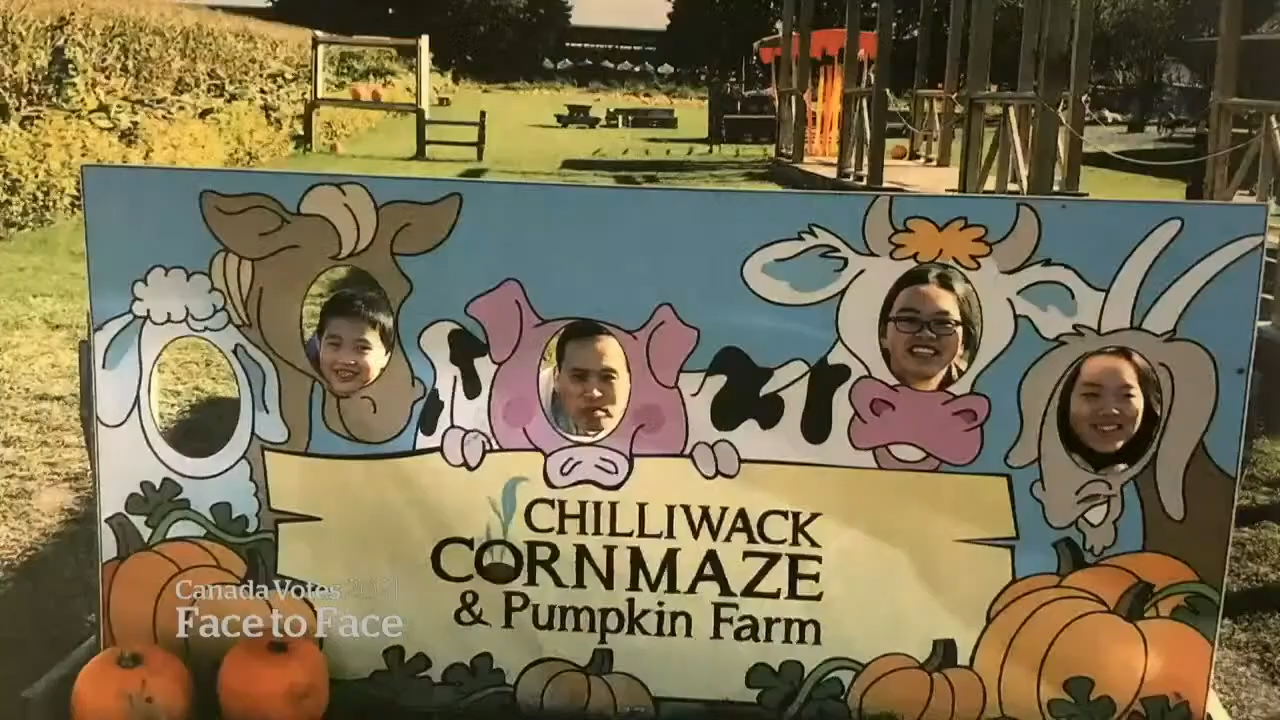 CHILLIWACK
CORNMAZE
& Pumpkin Farm
Canada Votes 2021
Face to Face